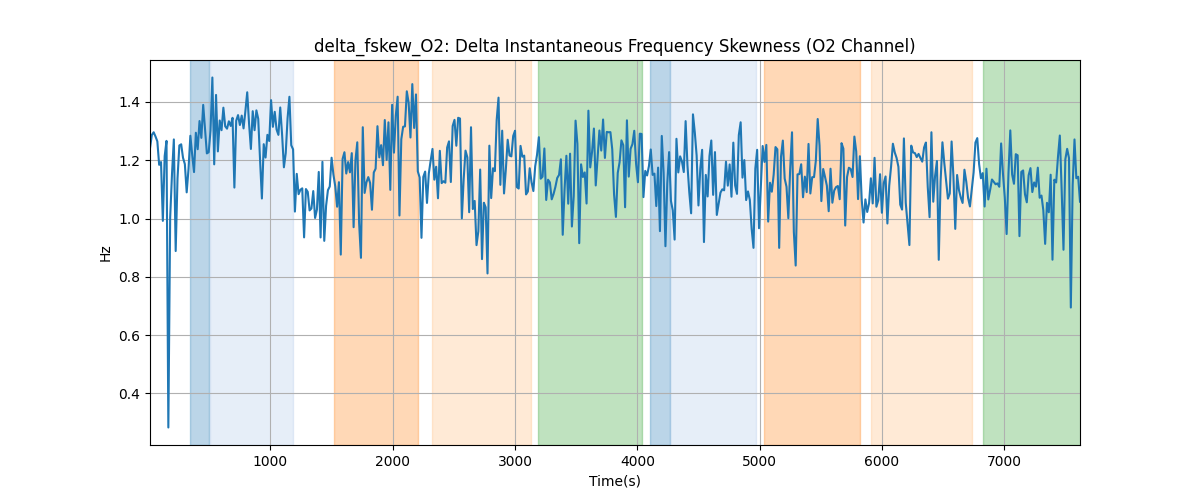 delta_fskew_O2: Delta Instantaneous Frequency Skewness (O2 Channel)
1.4
1.2
1.0
0.8
0.6
0.4
Hz
1000 2000 3000 4000 5000 6000 7000
Time(s)